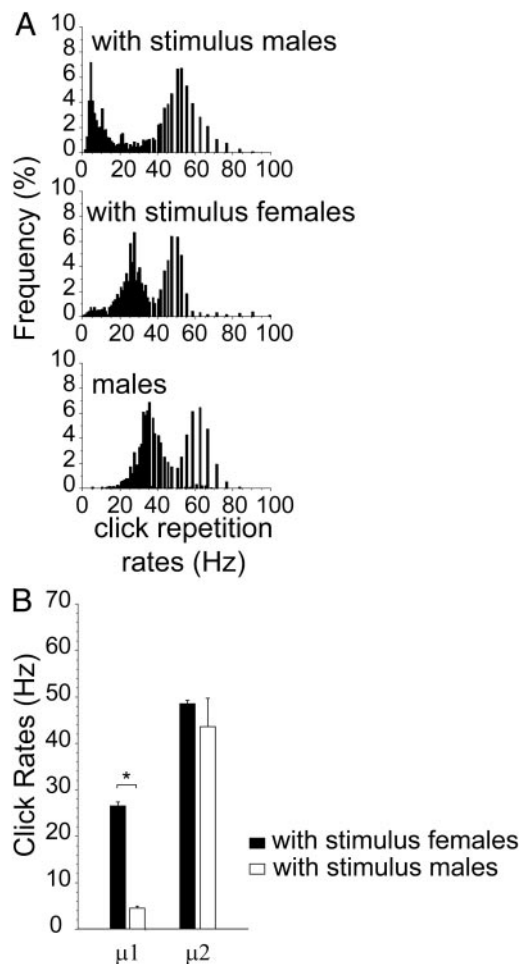 A
with stimulus males
10
8
6
4
2
0
0 20 40 60 80 100
with stimulus females
10
8
6
4
2
0
0 20 40 60 80 100
Frequency (%)
males
10
8
6
4
2
0
0 20 40 60 80 100
click repetition
rates (Hz)
B
70
60
50
40
30
20
10
0
Click Rates (Hz)
*
with stimulus females
with stimulus males
μ1 μ2